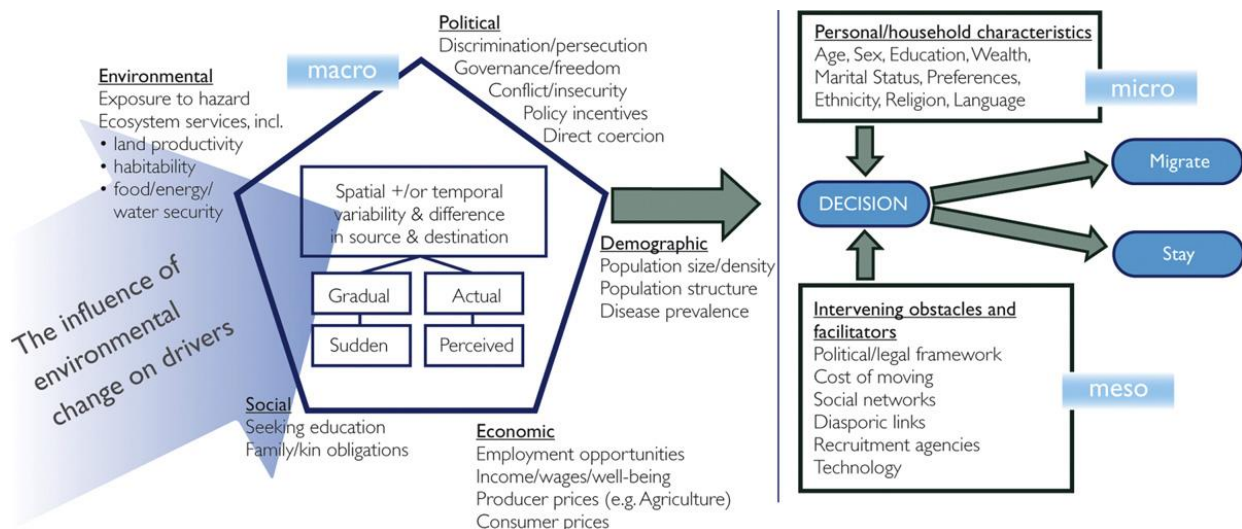 Political
Discrimination/persecution
Governance/freedom
Conflict/insecurity
Policy incentives
Direct coercion
macro
Environmental
Exposure to hazard
Ecosystem services, incl.
• land productivity
• habitability
• food/energy/
water security
The influence of
environmental
change on drivers
Spatial +/or temporal
variability & difference
in source & destination
Gradual
Actual
Sudden
Perceived
Demographic
Population size/density
Population structure
Disease prevalence
Social
Seeking education
Family/kin obligations
Economic
Employment opportunities
Income/wages/well-being
Producer prices (e.g. Agriculture)
Consumer prices
Personal/household characteristics
Age, Sex, Education, Wealth,
Marital Status, Preferences,
Ethnicity, Religion, Language
micro
DECISION
Migrate
Stay
Intervening obstacles and
facilitators
Political/legal framework
Cost of moving
Social networks
Diasporic links
Recruitment agencies
Technology
meso